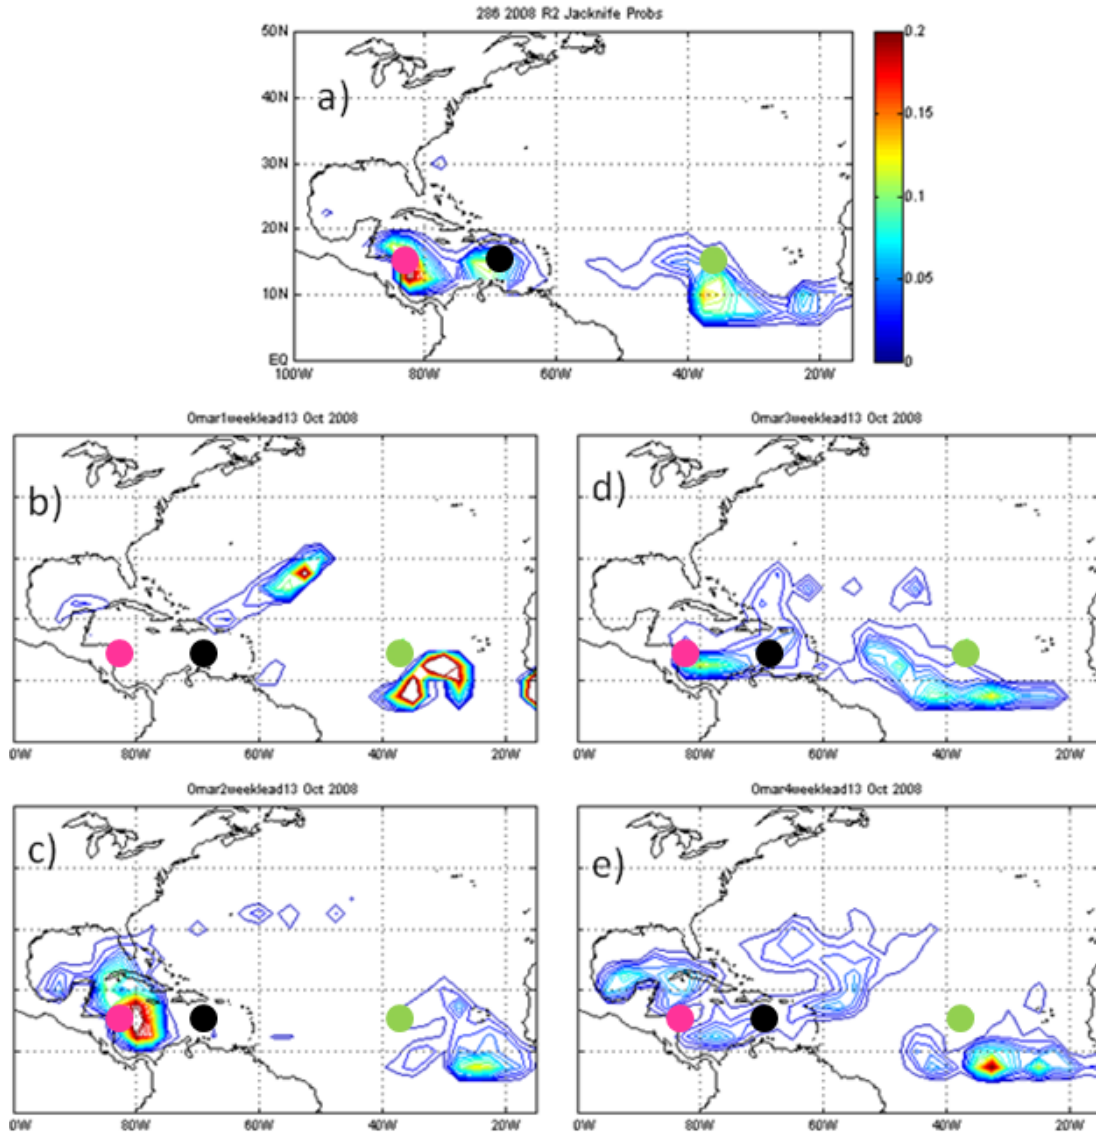 286 2008 R2 Jacknife Probs
50N
40N
30N
20N
10N
EQ
100W
80W
60W
40W
20W
a)
0.2
0.15
0.1
0.05
0
Omar1weeklead13 Oct 2008
b)
0W
80W
60W
40W
20W
Omar3weeklead13 Oct 2008
d)
0W
80W
60W
40W
20W
Omar2weeklead13 Oct 2008
c)
0W
80W
60W
40W
20W
Omar4weeklead13 Oct 2008
e)
0W
80W
60W
40W
20W